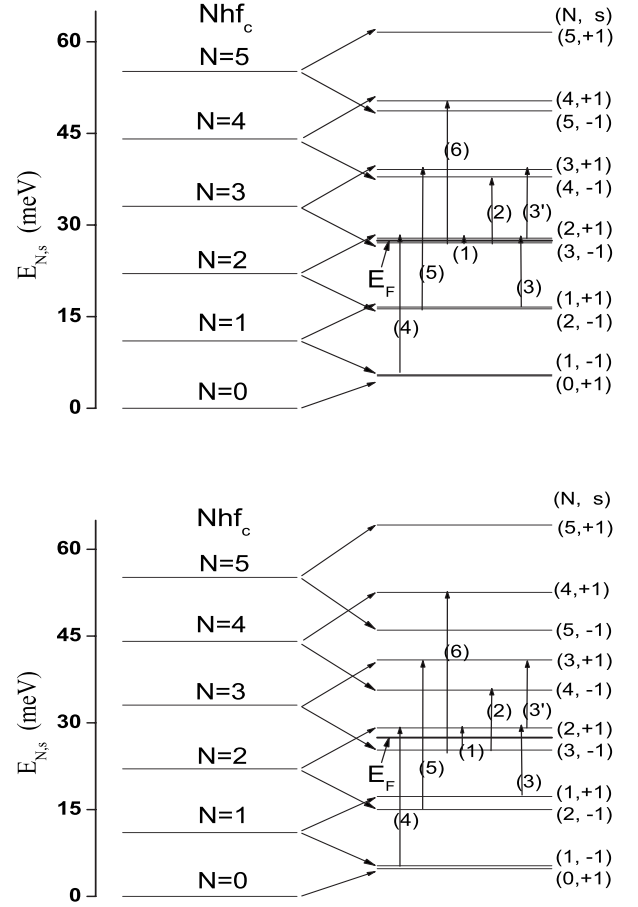 Nhf_c (N, s)
60 (5,+1)
N=5
(4,+1)
45 N=4 (5, -1)
(6)
(3,+1)
N=3 (4, -1)
(2) (3')
30 (2,+1)
(1) (3, -1)
N=2 E_F (5) (3)
(1,+1)
15 N=1 (4) (2, -1)
(1, -1)
N=0 (0,+1)
0
E_N,s (meV)
(N, s)
Nhf_c
(5,+1)
60
N=5
(4,+1)
45 N=4 (5, -1)
(6)
(3,+1)
N=3 (4, -1)
(2) (3')
30 (2,+1)
(1) (3, -1)
N=2 E_F (5) (3)
(1,+1)
15 N=1 (4) (2, -1)
(1, -1)
N=0 (0,+1)
0
E_N,s (meV)